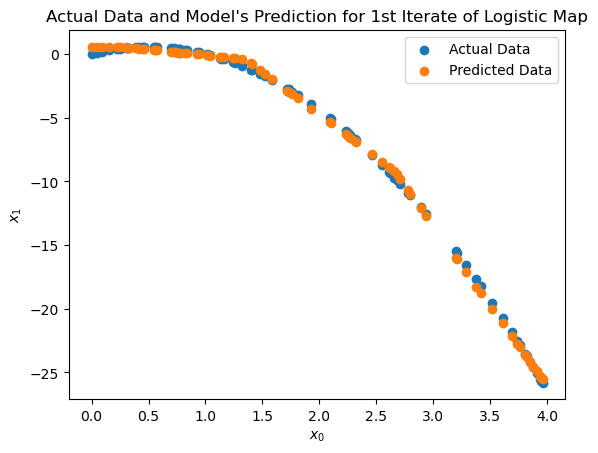 Actual Data and Model's Prediction for 1st Iterate of Logistic Map
Actual Data
Predicted Data
0
−5
−10
−15
−20
−25
x₁
0.0 0.5 1.0 1.5 2.0 2.5 3.0 3.5 4.0
x₀